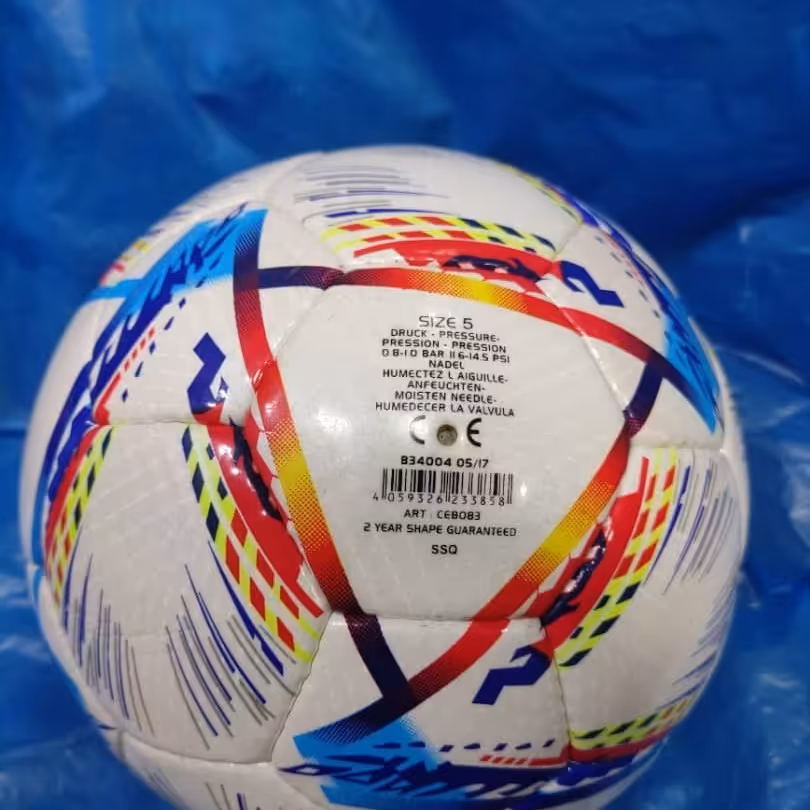 SIZE 5
DRUCK - PRESSURE-
PRESSION - PRESSION
0.8-1.0 BAR 11.6-14.5 PSI
NADEL
HUMECTEZ L AIGUILLE-
ANFEUCHTEN-
MOISTEN NEEDLE-
HUMEDECER LA VALVULA
CE
B34004 05/17
4 059326 233858
ART : CE8083
2 YEAR SHAPE GUARANTEED
SSQ